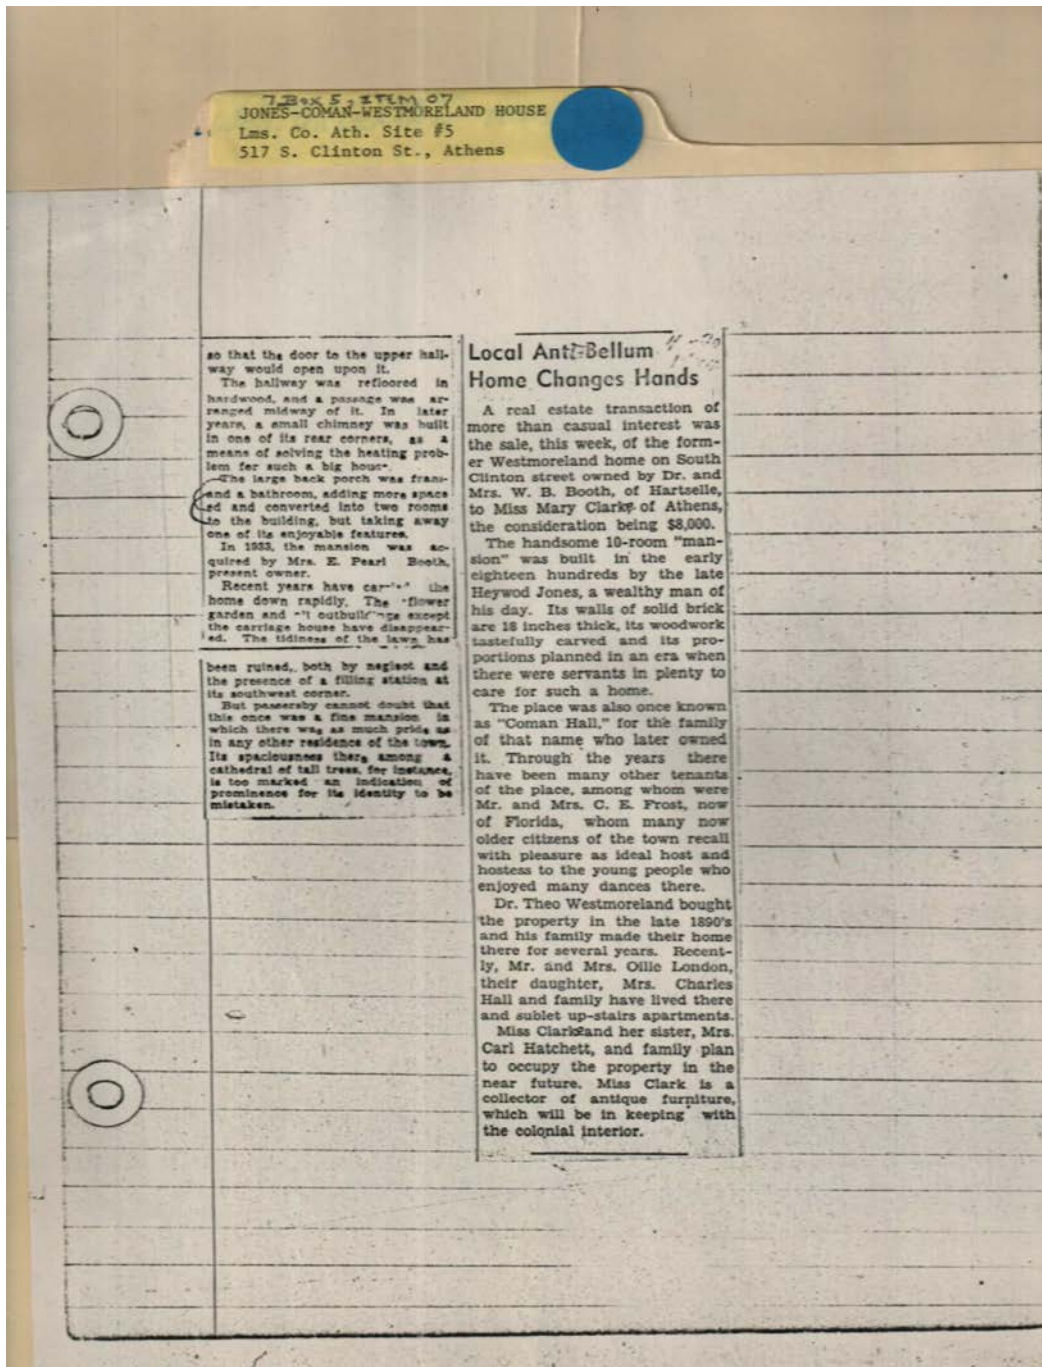 7 Box 5, ITEM 07
JONES-COMAN-WESTMORELAND HOUSE
Lms. Co. Ath. Site #5
517 S. Clinton St., Athens
so that the door to the upper hall-
way would open upon it.
The hallway was refloored in
hardwood, and a passage was ar-
ranged midway of it. In later
years, a small chimney was built
in one of its rear corners, as a
means of solving the heating prob-
lem for such a big house.
The large back porch was fram-
and a bathroom, adding more space
ed and converted into two rooms
to the building, but taking away
one of its enjoyable features.
In 1933, the mansion was ac-
quired by Mrs. E. Pearl Booth,
present owner.
Recent years have the
home down rapidly. The flower
garden and except
the carriage house have disappear-
ed. The tidiness of the lawn has
been ruined, both by neglect and
the presence of a filling station at
its southwest corner.
But passersby cannot doubt that
this once was a fine mansion in
which there was as much pride as
in any other residence of the town.
Its spaciousness there among a
cathedral of tall trees, for instance,
is too marked an indication of
prominence for its identity to be
mistaken.
Local Anti-Bellum
Home Changes Hands
A real estate transaction of
more than casual interest was
the sale, this week, of the form-
er Westmoreland home on South
Clinton street owned by Dr. and
Mrs. W. B. Booth, of Hartselle,
to Miss Mary Clark of Athens,
the consideration being $8,000.
The handsome 10-room "man-
sion" was built in the early
eighteen hundreds by the late
Heywod Jones, a wealthy man of
his day. Its walls of solid brick
are 18 inches thick, its woodwork
tastefully carved and its pro-
portions planned in an era when
there were servants in plenty to
care for such a home.
The place was also once known
as "Coman Hall," for the family
of that name who later owned
it. Through the years there
have been many other tenants
of the place, among whom were
Mr. and Mrs. C. E. Frost, now
of Florida, whom many now
older citizens of the town recall
with pleasure as ideal host and
hostess to the young people who
enjoyed many dances there.
Dr. Theo Westmoreland bought
the property in the late 1890's
and his family made their home
there for several years. Recent-
ly, Mr. and Mrs. Ollie London,
their daughter, Mrs. Charles
Hall and family have lived there
and sublet up-stairs apartments.
Miss Clark and her sister, Mrs.
Carl Hatchett, and family plan
to occupy the property in the
near future. Miss Clark is a
collector of antique furniture,
which will be in keeping with
the colonial interior.